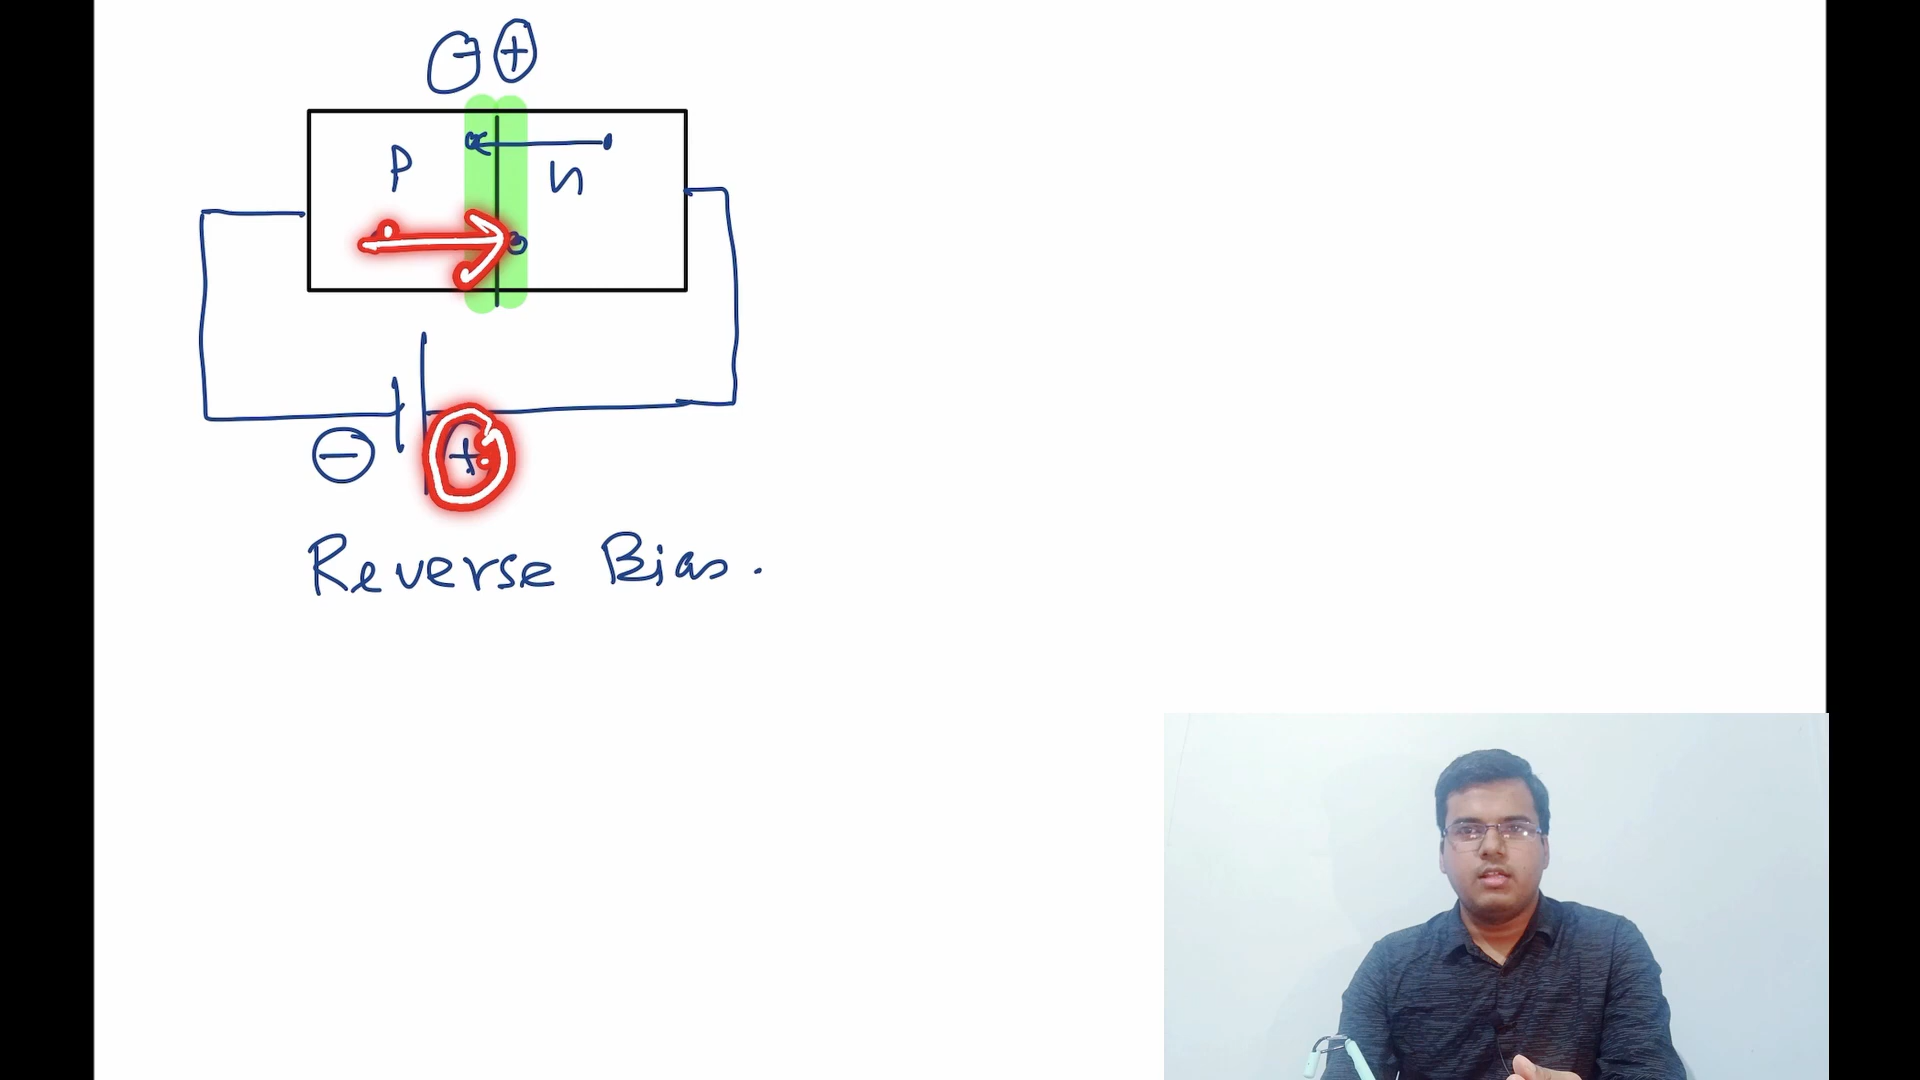 − +
P n
− +
Reverse Bias.